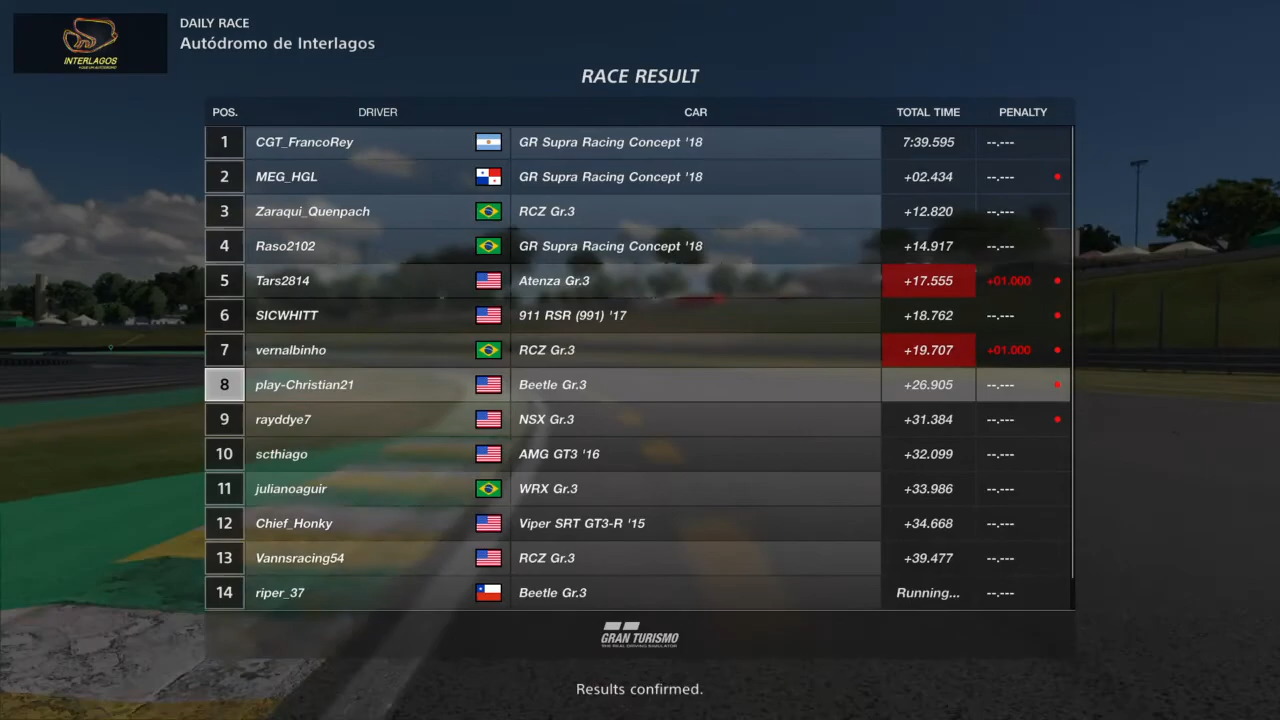 DAILY RACE
Autódromo de Interlagos
INTERLAGOS
RACE RESULT
POS. DRIVER CAR TOTAL TIME PENALTY
1 CGT_FrancoRey GR Supra Racing Concept '18 7:39.595 --.---
2 MEG_HGL GR Supra Racing Concept '18 +02.434 --.---
3 Zaraqui_Quenpach RCZ Gr.3 +12.820 --.---
4 Raso2102 GR Supra Racing Concept '18 +14.917 --.---
5 Tars2814 Atenza Gr.3 +17.555 +01.000
6 SICWHITT 911 RSR (991) '17 +18.762 --.---
7 vernalbinho RCZ Gr.3 +19.707 +01.000
8 play-Christian21 Beetle Gr.3 +26.905 --.---
9 rayddye7 NSX Gr.3 +31.384 --.---
10 scthiago AMG GT3 '16 +32.099 --.---
11 julianoaguir WRX Gr.3 +33.986 --.---
12 Chief_Honky Viper SRT GT3-R '15 +34.668 --.---
13 Vannsracing54 RCZ Gr.3 +39.477 --.---
14 riper_37 Beetle Gr.3 Running... --.---
GRAN TURISMO
THE REAL DRIVING SIMULATOR
Results confirmed.